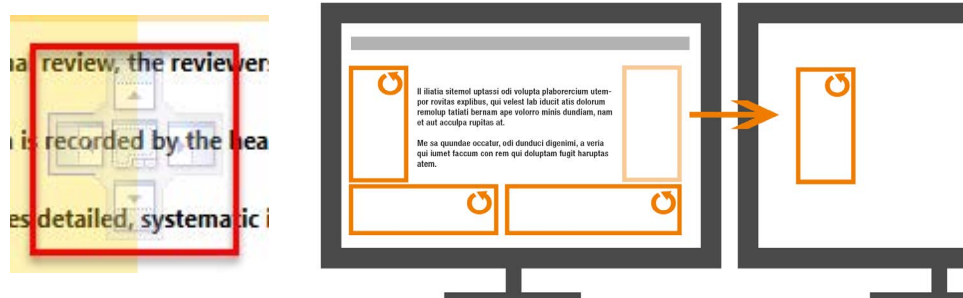 review, the reviewer
is recorded by the hea
es detailed, systematic i
Il iliatia sitemol uptassi odi volupta plaborercium utem-
por rovitas explibus, qui velest lab iducit atis dolorum
remolup tatiati bernam ape volorro minis dundiam, nam
et aut acculpa rupitas at.
Me sa quundae occatur, odi dunduci digenimi, a veria
qui iumet faccum con rem qui doluptam fugit haruptas
atem.